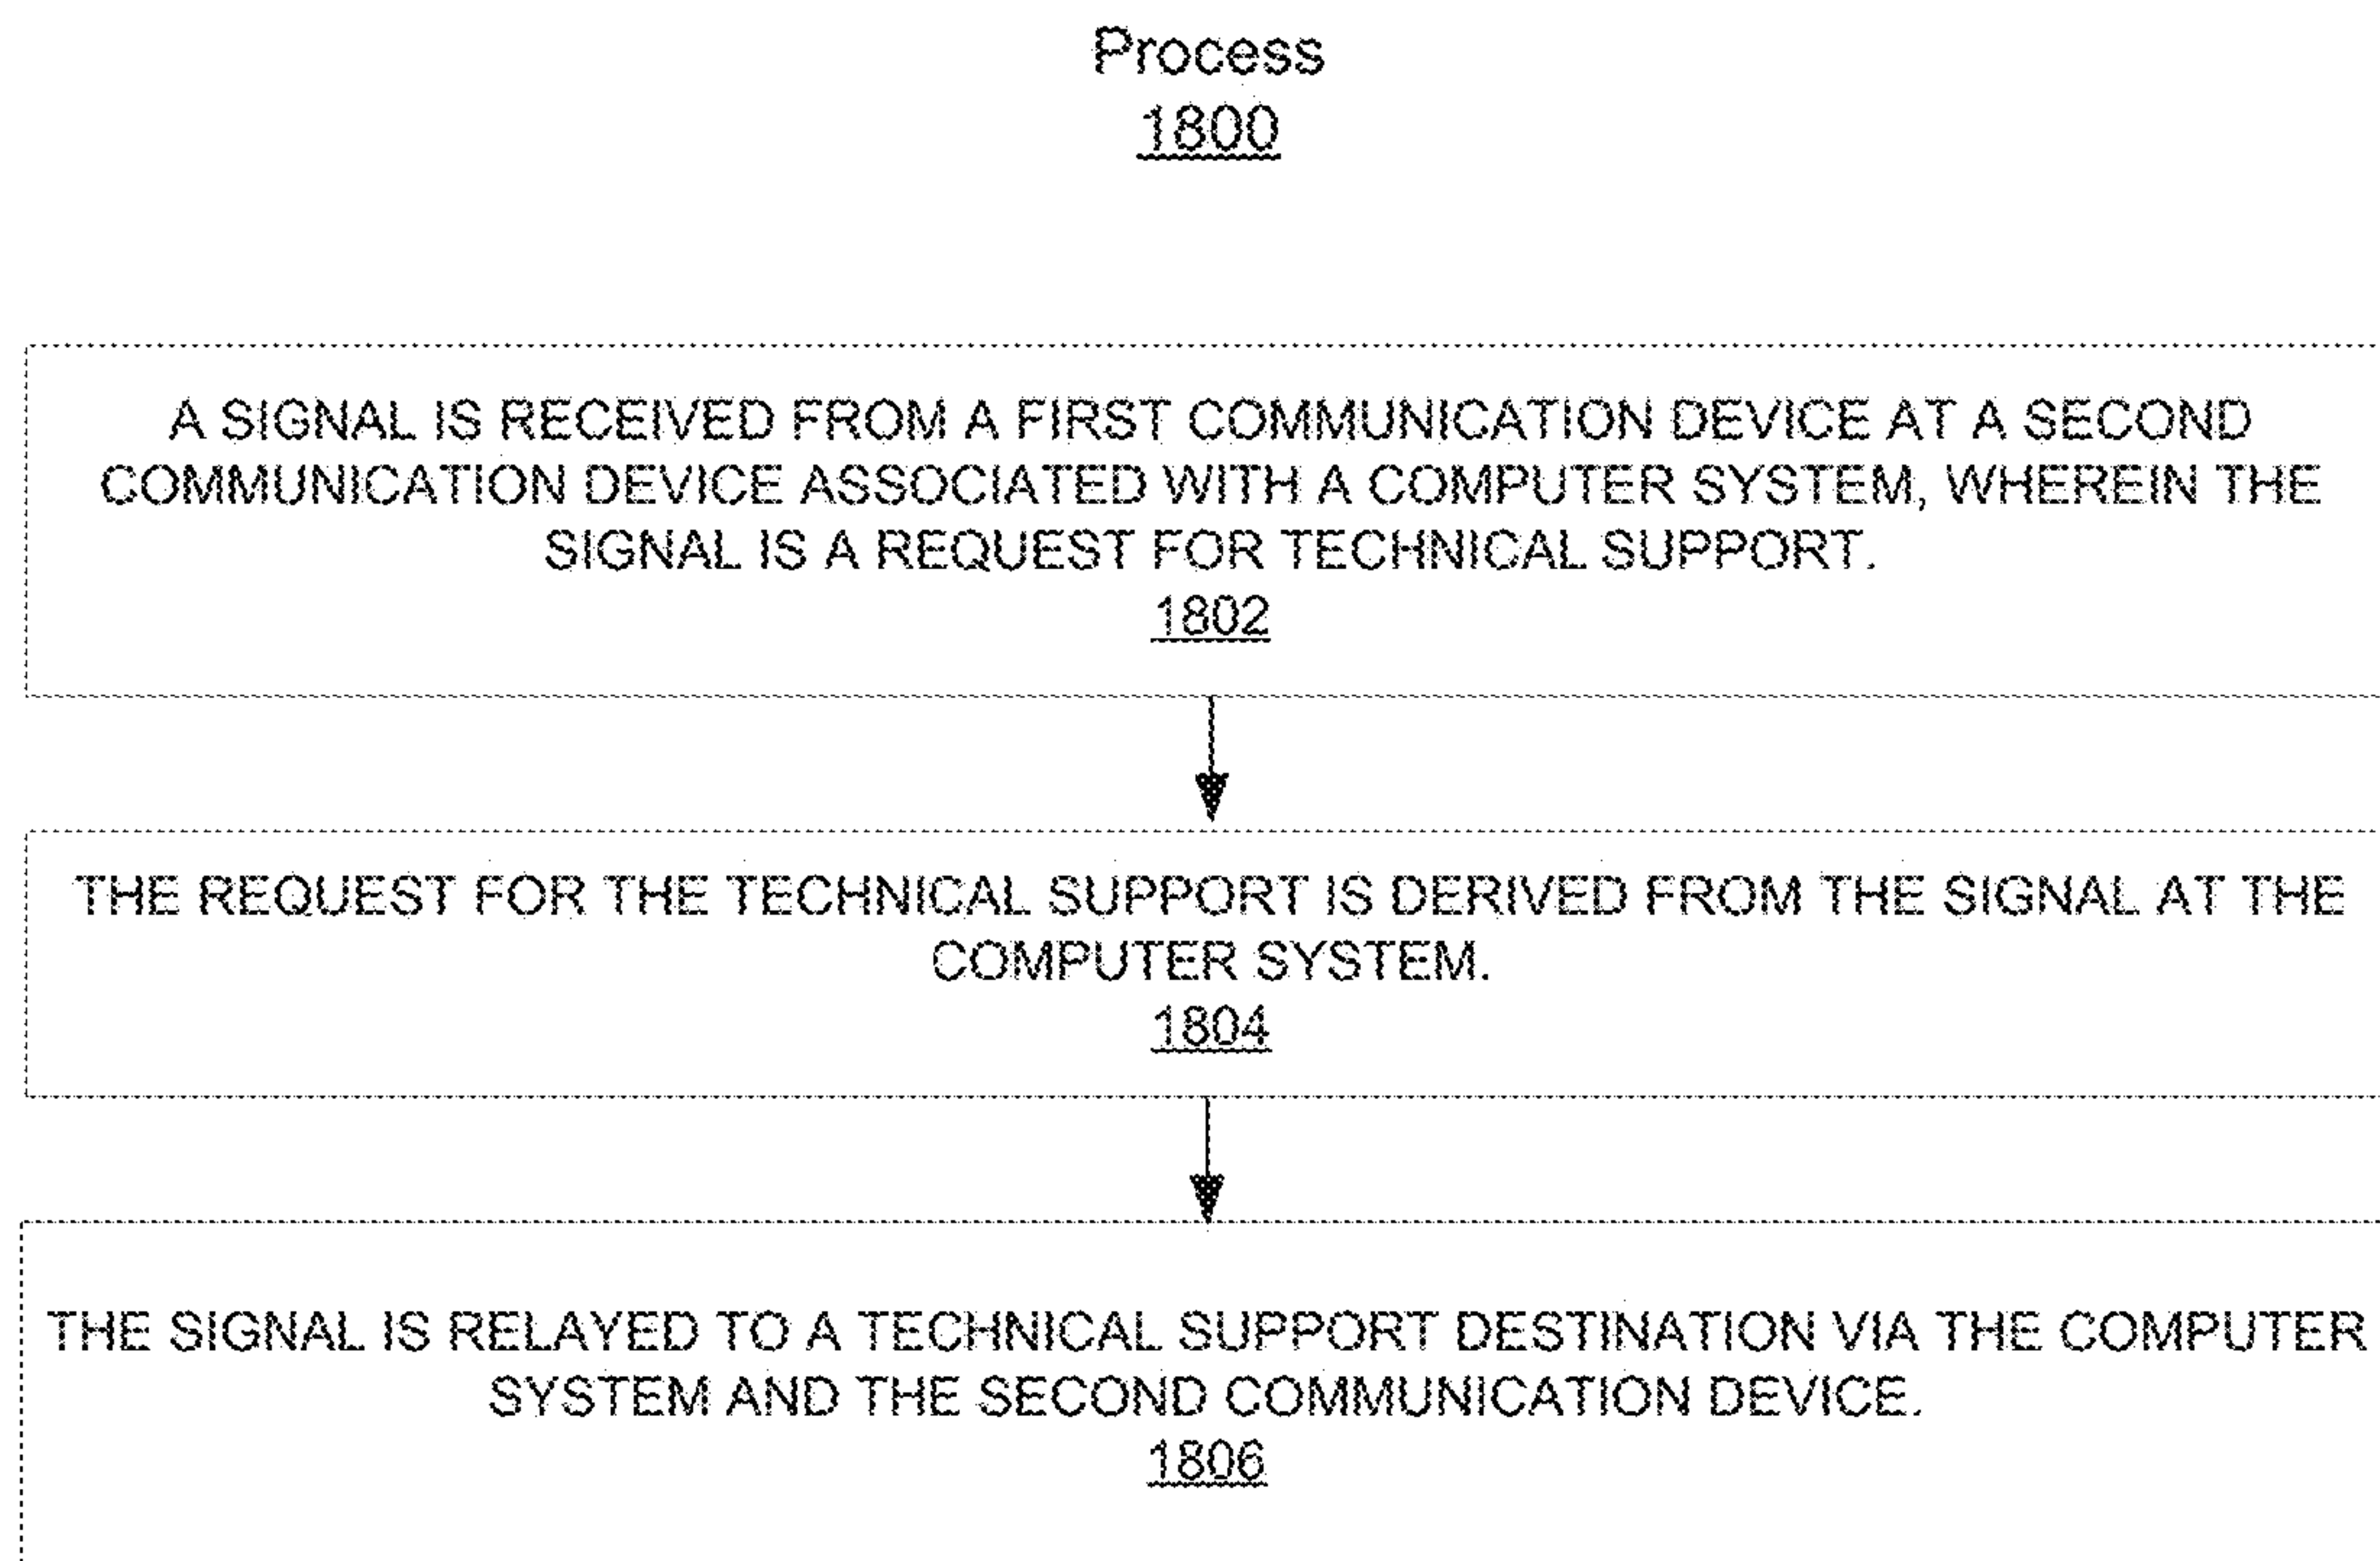 Process
1800
A SIGNAL IS RECEIVED FROM A FIRST COMMUNICATION DEVICE AT A SECOND
COMMUNICATION DEVICE ASSOCIATED WITH A COMPUTER SYSTEM, WHEREIN THE
SIGNAL IS A REQUEST FOR TECHNICAL SUPPORT.
1802
THE REQUEST FOR THE TECHNICAL SUPPORT IS DERIVED FROM THE SIGNAL AT THE
COMPUTER SYSTEM.
1804
THE SIGNAL IS RELAYED TO A TECHNICAL SUPPORT DESTINATION VIA THE COMPUTER
SYSTEM AND THE SECOND COMMUNICATION DEVICE.
1806